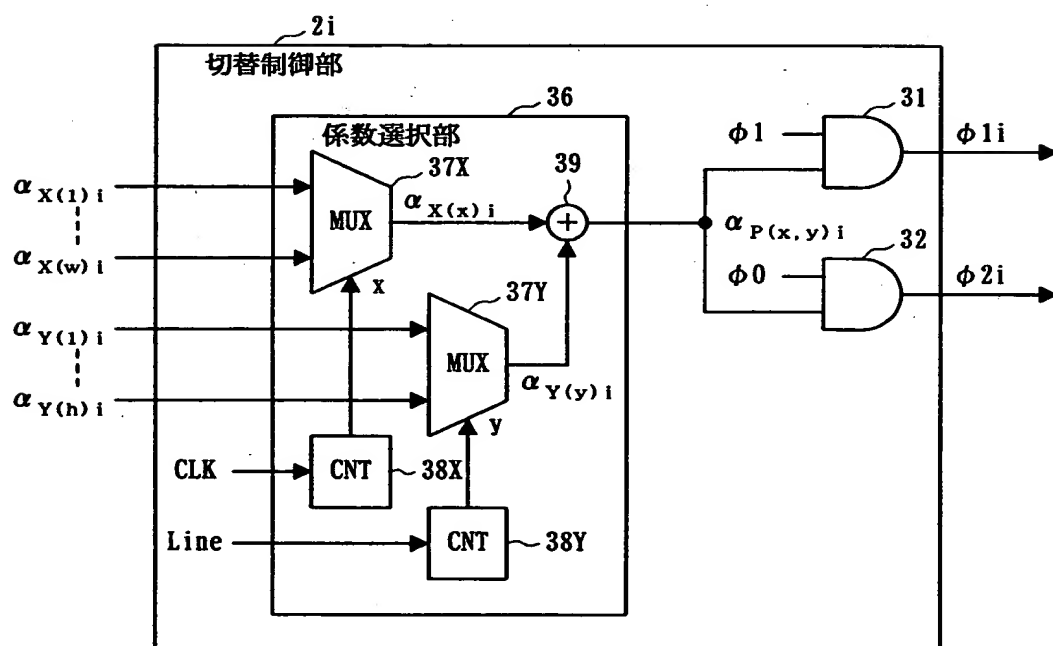 2i
切替制御部
36
係数選択部
31
φ1
φ1i
37X
39
αX(1)i
MUX
αX(x)i
+
αX(w)i
x
αP(x,y)i
32
φ0
φ2i
37Y
αY(1)i
MUX
αY(y)i
αY(h)i
y
CLK
CNT
38X
Line
CNT
38Y